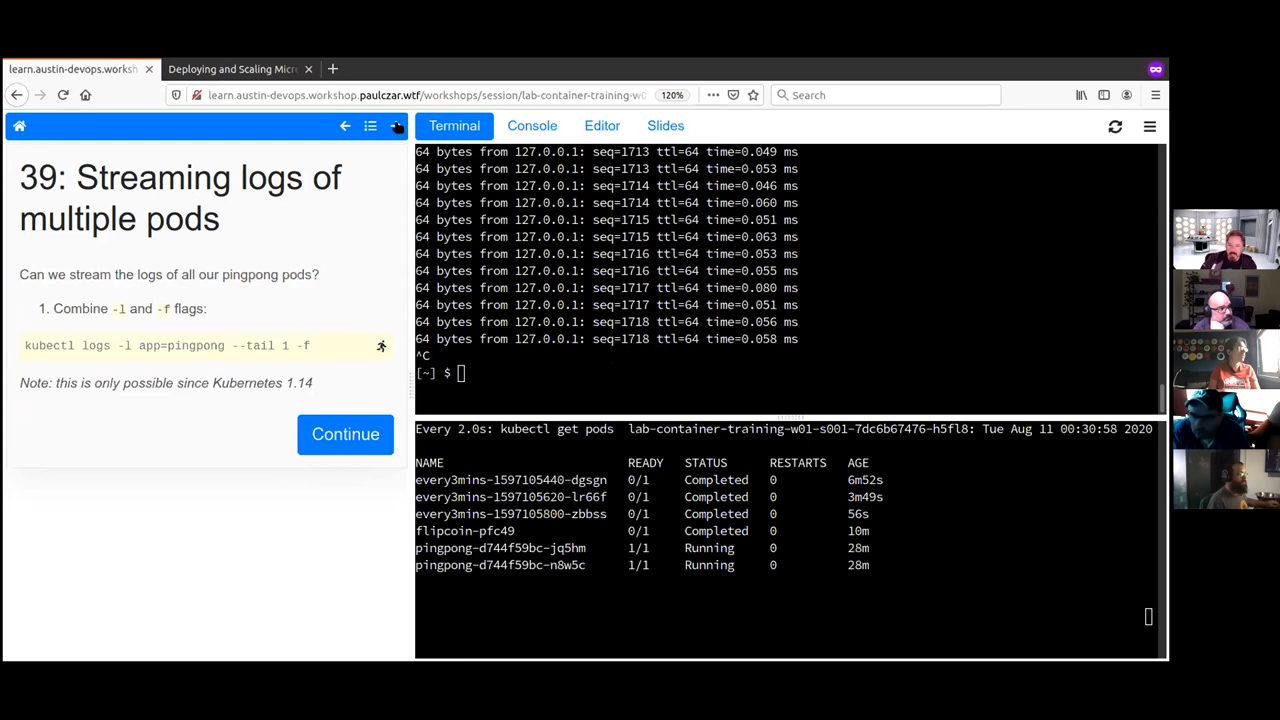 learn.austin-devops.worksh
Deploying and Scaling Micr
learn.austin-devops.workshop.paulczar.wtf/workshops/session/lab-container-training-w0
120%
Search
Terminal
Console
Editor
Slides
39: Streaming logs of
multiple pods
Can we stream the logs of all our pingpong pods?
1. Combine -l and -f flags:
kubectl logs -l app=pingpong --tail 1 -f
Note: this is only possible since Kubernetes 1.14
Continue
64 bytes from 127.0.0.1: seq=1713 ttl=64 time=0.049 ms
64 bytes from 127.0.0.1: seq=1713 ttl=64 time=0.053 ms
64 bytes from 127.0.0.1: seq=1714 ttl=64 time=0.046 ms
64 bytes from 127.0.0.1: seq=1714 ttl=64 time=0.060 ms
64 bytes from 127.0.0.1: seq=1715 ttl=64 time=0.051 ms
64 bytes from 127.0.0.1: seq=1715 ttl=64 time=0.063 ms
64 bytes from 127.0.0.1: seq=1716 ttl=64 time=0.053 ms
64 bytes from 127.0.0.1: seq=1716 ttl=64 time=0.055 ms
64 bytes from 127.0.0.1: seq=1717 ttl=64 time=0.080 ms
64 bytes from 127.0.0.1: seq=1717 ttl=64 time=0.051 ms
64 bytes from 127.0.0.1: seq=1718 ttl=64 time=0.056 ms
64 bytes from 127.0.0.1: seq=1718 ttl=64 time=0.058 ms
^C
[~] $
Every 2.0s: kubectl get pods lab-container-training-w01-s001-7dc6b67476-h5fl8: Tue Aug 11 00:30:58 2020
NAME READY STATUS RESTARTS AGE
every3mins-1597105440-dgsgn 0/1 Completed 0 6m52s
every3mins-1597105620-lr66f 0/1 Completed 0 3m49s
every3mins-1597105800-zbbss 0/1 Completed 0 56s
flipcoin-pfc49 0/1 Completed 0 10m
pingpong-d744f59bc-jq5hm 1/1 Running 0 28m
pingpong-d744f59bc-n8w5c 1/1 Running 0 28m